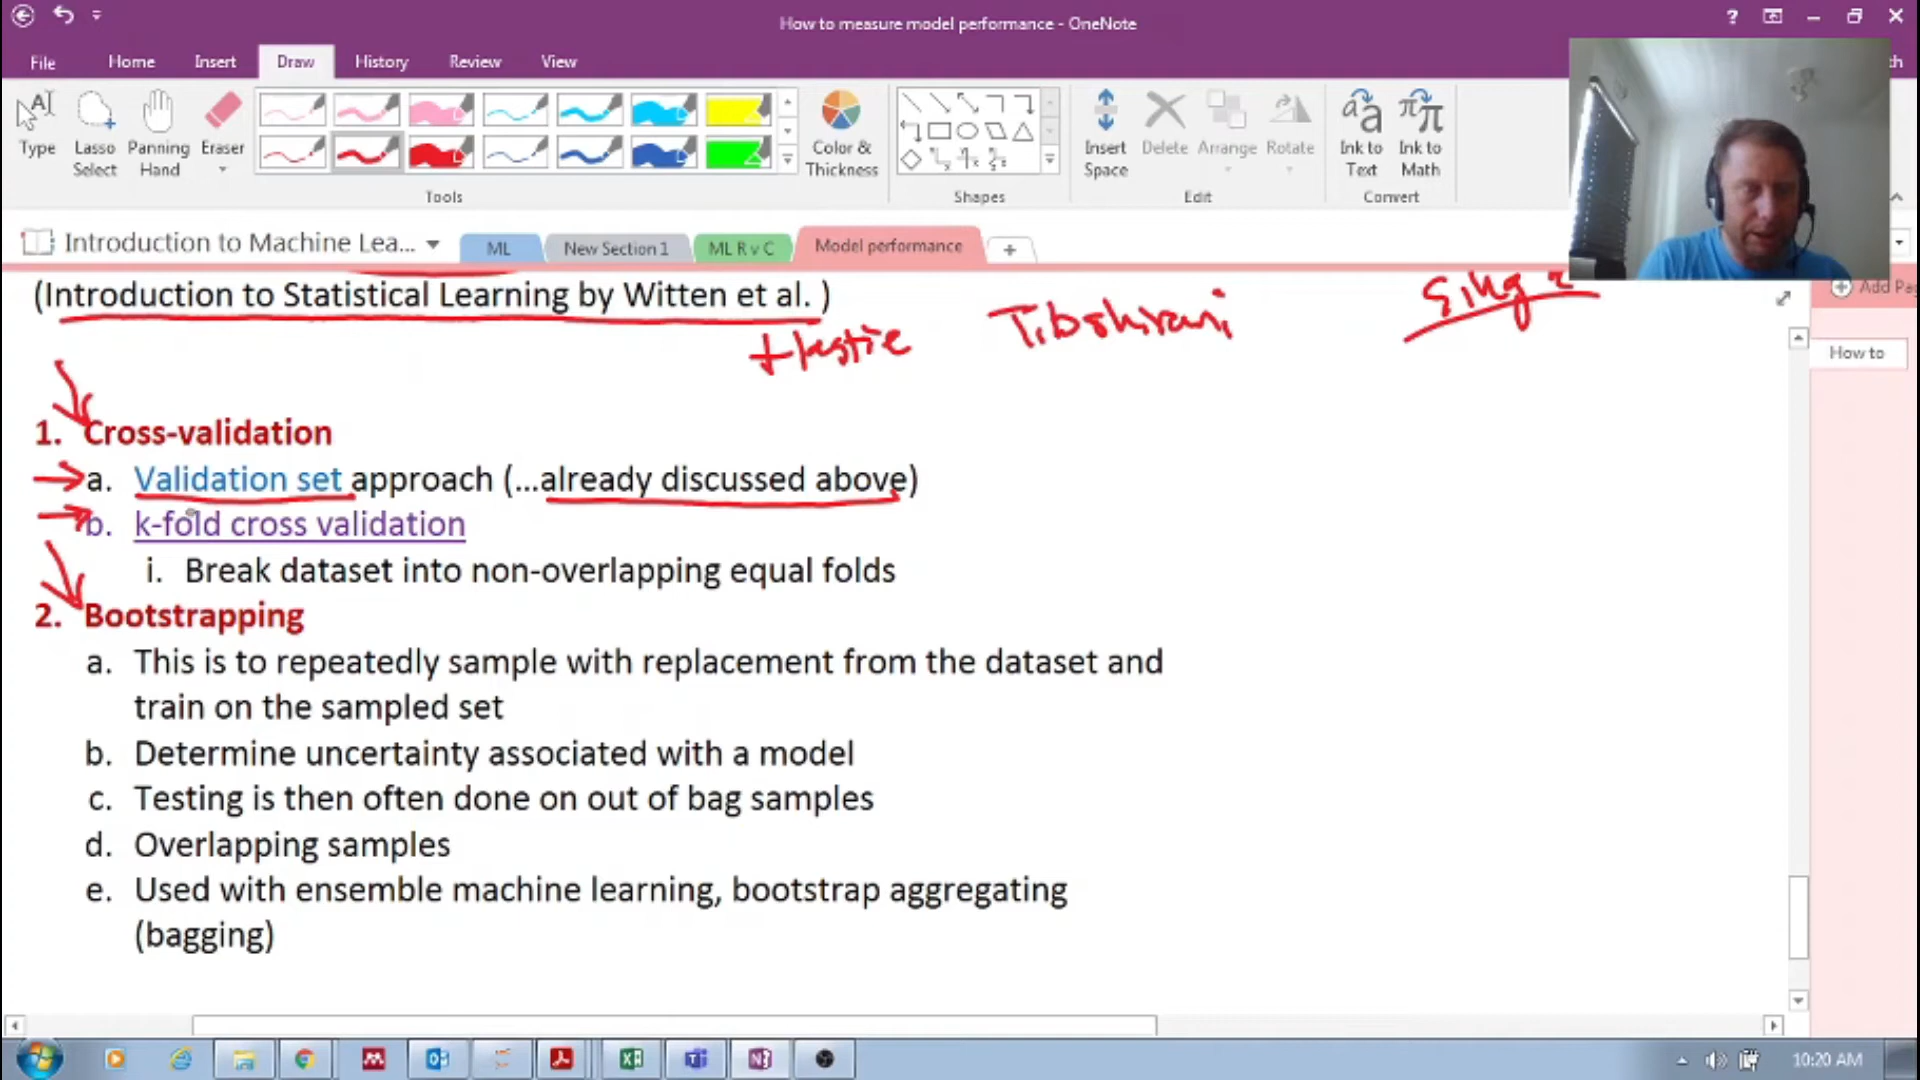 How to measure model performance - OneNote
File Home Insert Draw History Review View
Type Lasso Select Panning Hand Eraser Color & Thickness Insert Space Delete Arrange Rotate Ink to Text Ink to Math
Tools Shapes Edit Convert
Introduction to Machine Lea... ML New Section 1 ML R v C Model performance
Add Pa
How to
(Introduction to Statistical Learning by Witten et al. )
Hastie Tibshirani
1. Cross-validation
a. Validation set approach (...already discussed above)
b. k-fold cross validation
i. Break dataset into non-overlapping equal folds
2. Bootstrapping
a. This is to repeatedly sample with replacement from the dataset and
train on the sampled set
b. Determine uncertainty associated with a model
c. Testing is then often done on out of bag samples
d. Overlapping samples
e. Used with ensemble machine learning, bootstrap aggregating
(bagging)
10:20 AM